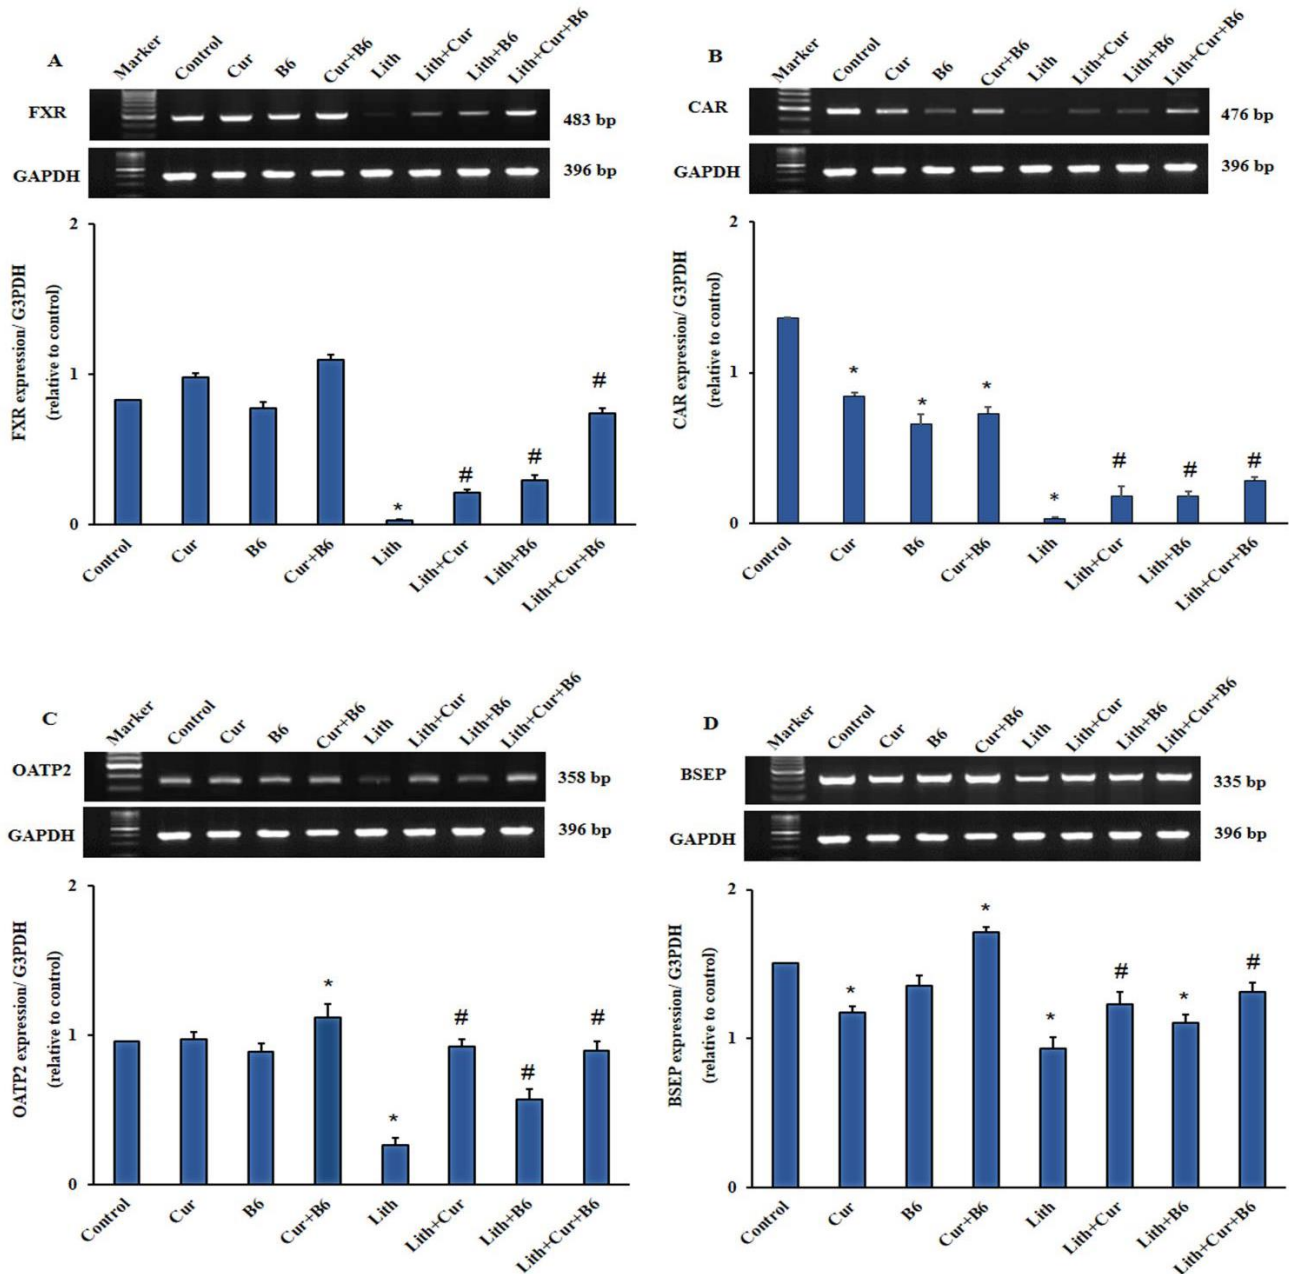 A
Marker
Control
Cur
B6
Cur+B6
Lith
Lith+Cur
Lith+B6
Lith+Cur+B6
FXR
483 bp
GAPDH
396 bp
FXR expression/ G3PDH
(relative to control)
2
1
0
*
#
#
#
Control
Cur
B6
Cur+B6
Lith
Lith+Cur
Lith+B6
Lith+Cur+B6
B
Marker
Control
Cur
B6
Cur+B6
Lith
Lith+Cur
Lith+B6
Lith+Cur+B6
CAR
476 bp
GAPDH
396 bp
CAR expression/ G3PDH
(relative to control)
2
1
0
*
*
*
*
#
#
#
Control
Cur
B6
Cur+B6
Lith
Lith+Cur
Lith+B6
Lith+Cur+B6
C
Marker
Control
Cur
B6
Cur+B6
Lith
Lith+Cur
Lith+B6
Lith+Cur+B6
OATP2
358 bp
GAPDH
396 bp
OATP2 expression/ G3PDH
(relative to control)
2
1
0
*
*
#
#
#
Control
Cur
B6
Cur+B6
Lith
Lith+Cur
Lith+B6
Lith+Cur+B6
D
Marker
Control
Cur
B6
Cur+B6
Lith
Lith+Cur
Lith+B6
Lith+Cur+B6
BSEP
335 bp
GAPDH
396 bp
BSEP expression/ G3PDH
(relative to control)
2
1
0
*
*
*
#
*
#
Control
Cur
B6
Cur+B6
Lith
Lith+Cur
Lith+B6
Lith+Cur+B6